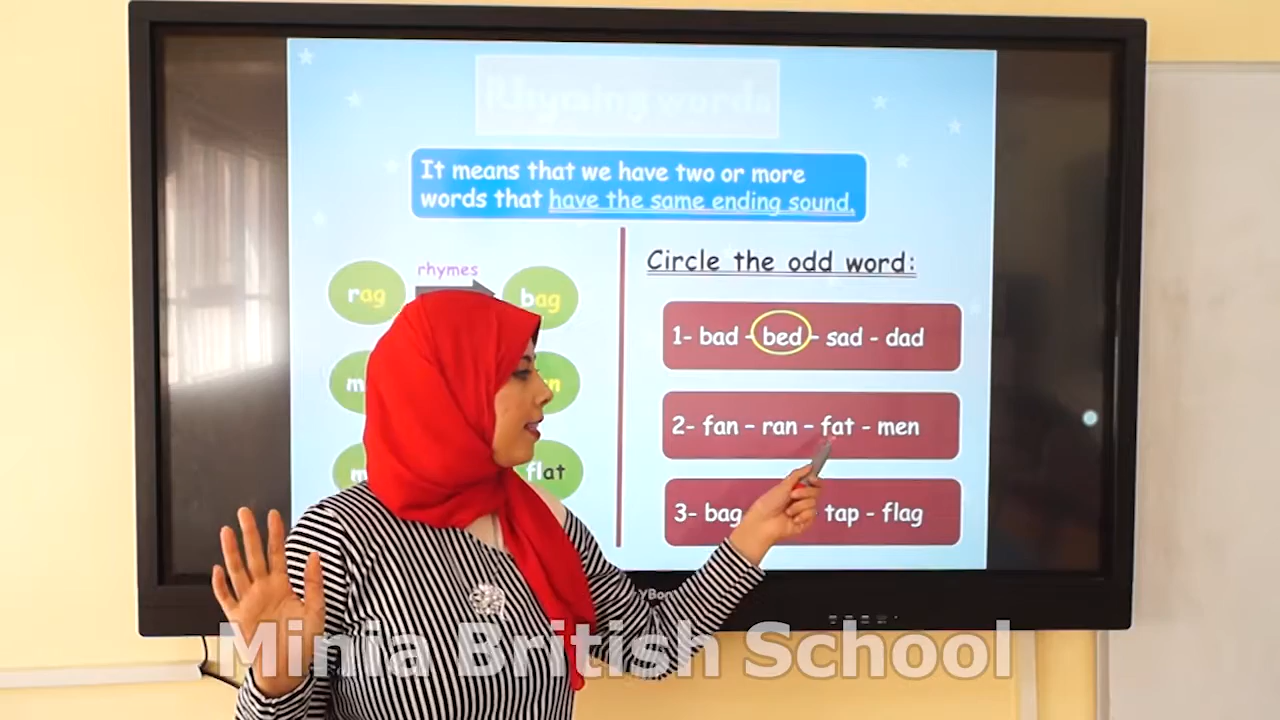 Rhyming words
It means that we have two or more
words that have the same ending sound.
rhymes
rag
bag
flat
Circle the odd word:
1- bad - bed - sad - dad
2- fan - ran - fat - men
3- bag
tap - flag
Minia British School